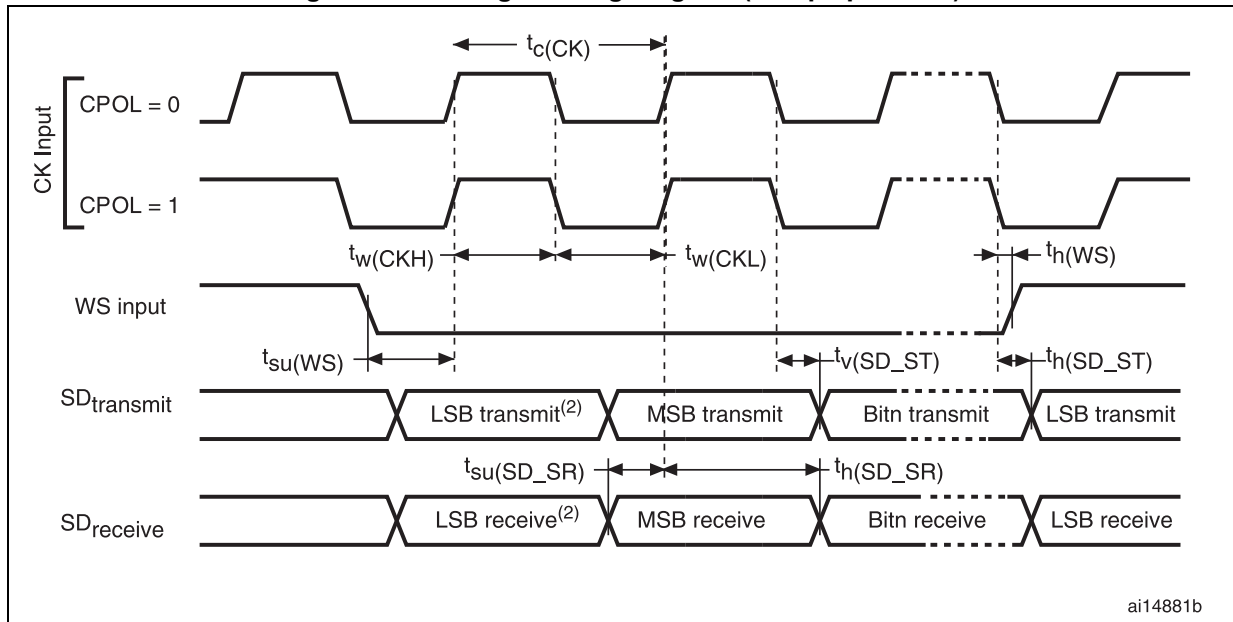 tc(CK)
CK Input
CPOL = 0
CPOL = 1
tw(CKH)
tw(CKL)
th(WS)
WS input
tsu(WS)
tv(SD_ST)
th(SD_ST)
SDtransmit
LSB transmit(2)
MSB transmit
Bitn transmit
LSB transmit
tsu(SD_SR)
th(SD_SR)
SDreceive
LSB receive(2)
MSB receive
Bitn receive
LSB receive
ai14881b